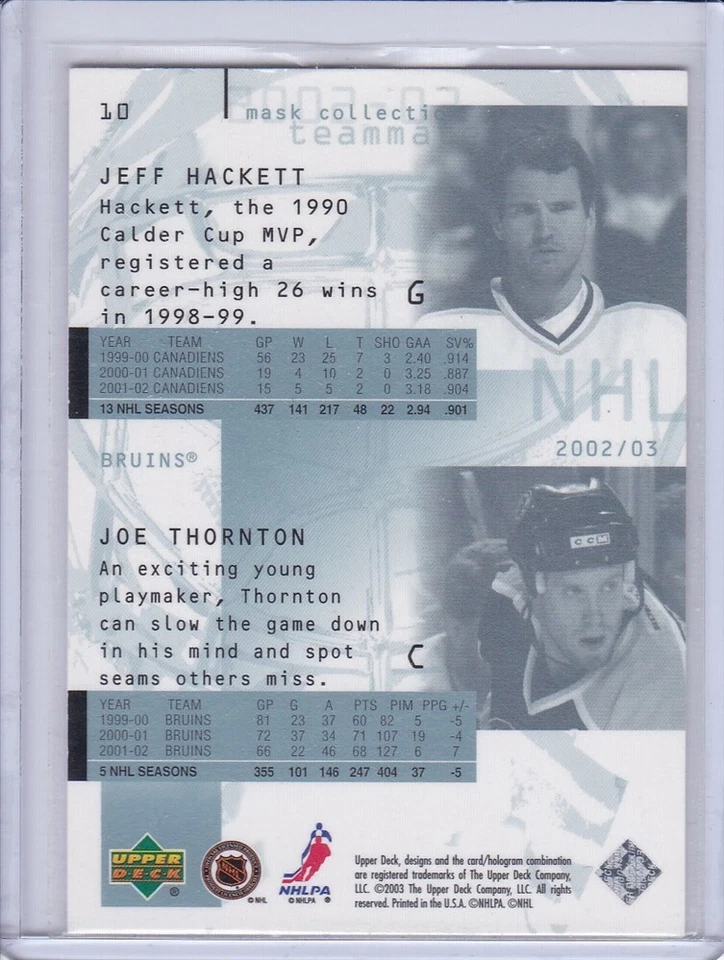 10
mask collectio
teamma
JEFF HACKETT
Hackett, the 1990
Calder Cup MVP,
registered a
career-high 26 wins
in 1998-99.
G
YEAR TEAM GP W L T SHO GAA SV%
1999-00 CANADIENS 56 23 25 7 3 2.40 .914
2000-01 CANADIENS 19 4 10 2 0 3.25 .887
2001-02 CANADIENS 15 5 5 2 0 3.18 .904
13 NHL SEASONS 437 141 217 48 22 2.94 .901
NHL
2002/03
BRUINS®
JOE THORNTON
An exciting young
playmaker, Thornton
can slow the game down
in his mind and spot
seams others miss.
C
CCM
YEAR TEAM GP G A PTS PIM PPG +/-
1999-00 BRUINS 81 23 37 60 82 5 -5
2000-01 BRUINS 72 37 34 71 107 19 -4
2001-02 BRUINS 66 22 46 68 127 6 7
5 NHL SEASONS 355 101 146 247 404 37 -5
UPPER
DECK
®
NHL
©NHL
NHLPA
©NHLPA ®
Upper Deck, designs and the card/hologram combination
are registered trademarks of The Upper Deck Company,
LLC. ©2003 The Upper Deck Company, LLC. All rights
reserved. Printed in the U.S.A. ©NHLPA. ©NHL